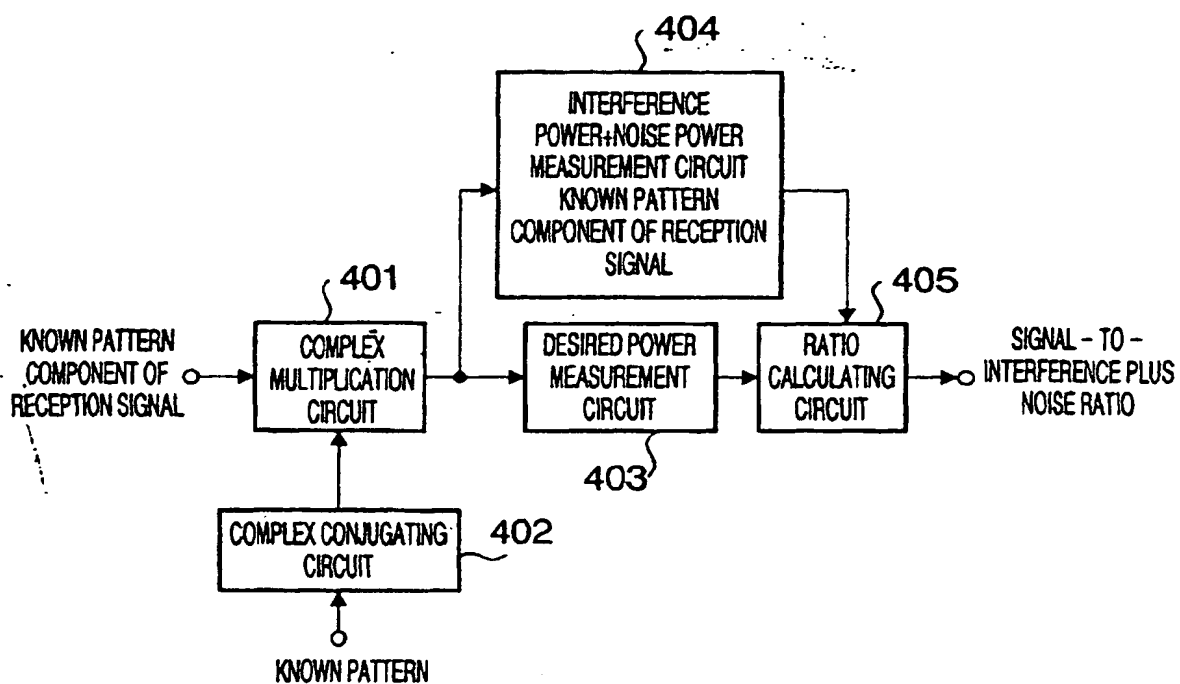 404
INTERFERENCE
POWER+NOISE POWER
MEASUREMENT CIRCUIT
KNOWN PATTERN
COMPONENT OF RECEPTION
SIGNAL
401
405
KNOWN PATTERN
COMPONENT OF
RECEPTION SIGNAL
COMPLEX
MULTIPLICATION
CIRCUIT
DESIRED POWER
MEASUREMENT
CIRCUIT
RATIO
CALCULATING
CIRCUIT
SIGNAL - TO -
INTERFERENCE PLUS
NOISE RATIO
403
COMPLEX CONJUGATING
CIRCUIT
402
KNOWN PATTERN